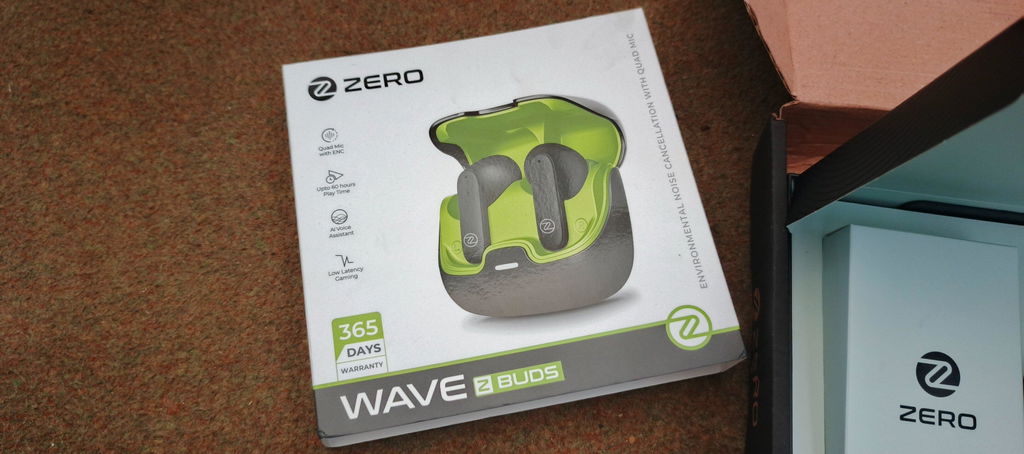 ZERO
Quad Mic
with ENC
Upto 60 hours
Play Time
AI Voice
Assistant
Low Latency
Gaming
365
DAYS
WARRANTY
WAVE Z BUDS
ENVIRONMENTAL NOISE CANCELLATION WITH QUAD MIC
ZERO